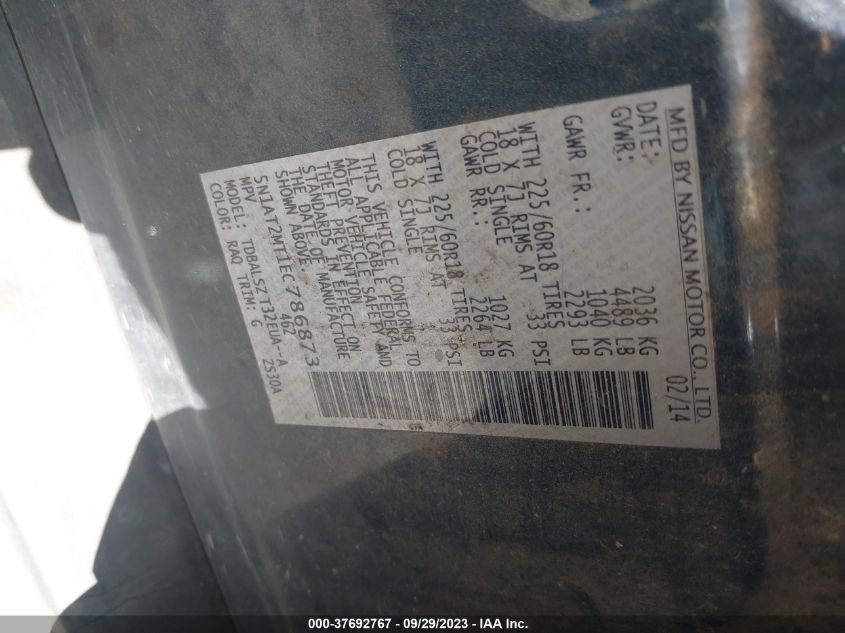 MFD BY NISSAN MOTOR CO., LTD.
DATE: 02/14
GVWR: 2036 KG
4489 LB
GAWR FR.: 1040 KG
2293 LB
WITH 225/60R18 TIRES
18 X 7J RIMS AT 33 PSI
COLD SINGLE
GAWR RR.: 1027 KG
2264 LB
WITH 225/60R18 TIRES
18 X 7J RIMS AT 33 PSI
COLD SINGLE
THIS VEHICLE CONFORMS TO
ALL APPLICABLE FEDERAL
MOTOR VEHICLE SAFETY AND
THEFT PREVENTION
STANDARDS IN EFFECT ON
THE DATE OF MANUFACTURE
SHOWN ABOVE
5N1AT2MT1EC786873
MPV 462
MODEL: TDBALSZ T32EUA--A
COLOR: RAQ TRIM: G 2530A
000-37692767 / 09/29/2023 - IAA Inc.